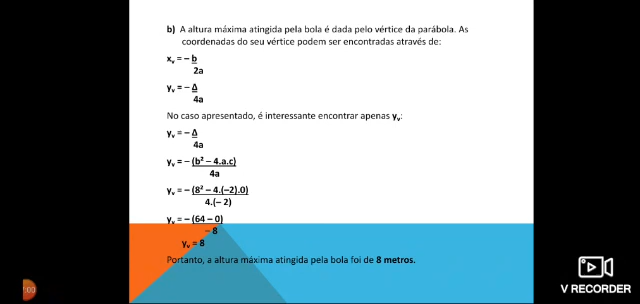 b) A altura máxima atingida pela bola é dada pelo vértice da parábola. As
coordenadas do seu vértice podem ser encontradas através de:
xᵥ = – b
2a
yᵥ = – Δ
4a
No caso apresentado, é interessante encontrar apenas yᵥ:
yᵥ = – Δ
4a
yᵥ = – (b² – 4.a.c)
4a
yᵥ = – (8² – 4.(–2).0)
4.(– 2)
yᵥ = – (64 – 0)
– 8
yᵥ = 8
Portanto, a altura máxima atingida pela bola foi de 8 metros.
V RECORDER